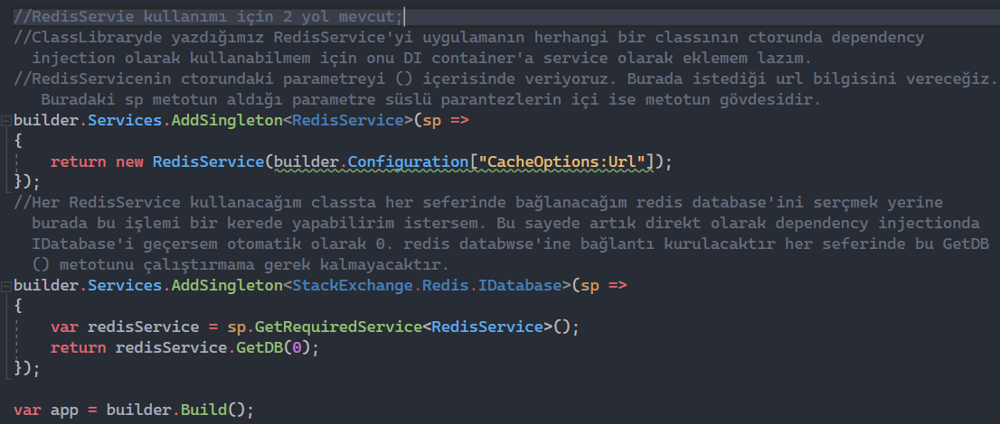 //RedisServie kullanımı için 2 yol mevcut;
//ClassLibraryde yazdığımız RedisService'yi uygulamanın herhangi bir classının ctorunda dependency
injection olarak kullanabilmem için onu DI container'a service olarak eklemem lazım.
//RedisServicenin ctorundaki parametreyi () içerisinde veriyoruz. Burada istediği url bilgisini vereceğiz.
Buradaki sp metotun aldığı parametre süslü parantezlerin içi ise metotun gövdesidir.
builder.Services.AddSingleton<RedisService>(sp =>
{
    return new RedisService(builder.Configuration["CacheOptions:Url"]);
});
//Her RedisService kullanacağım classta her seferinde bağlanacağım redis database'ini serçmek yerine
burada bu işlemi bir kerede yapabilirim istersem. Bu sayede artık direkt olarak dependency injectionda
IDatabase'i geçersem otomatik olarak 0. redis databwse'ine bağlantı kurulacaktır her seferinde bu GetDB
() metotunu çalıştırmama gerek kalmayacaktır.
builder.Services.AddSingleton<StackExchange.Redis.IDatabase>(sp =>
{
    var redisService = sp.GetRequiredService<RedisService>();
    return redisService.GetDB(0);
});
var app = builder.Build();